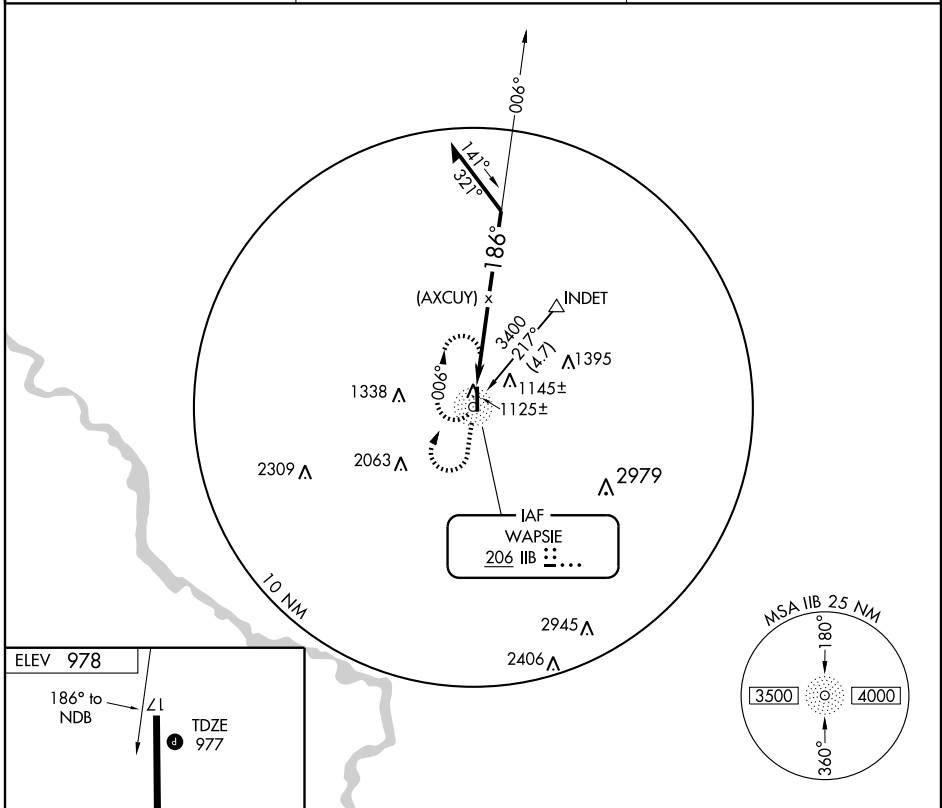 006°
141°
321°
186°
(AXCUY) x
INDET
3400
217°
(4.7)
1395
006°
1338
1145±
1125±
2309
2063
2979
IAF
WAPSIE
206 IIB
10 NM
2945
2406
MSA IIB 25 NM
180°
3500
4000
360°
ELEV 978
186° to
NDB
17
TDZE
977
P